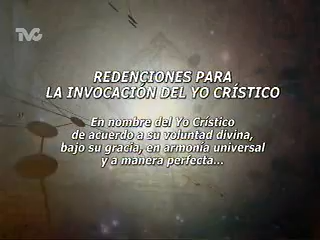 TVC
REDENCIONES PARA
LA INVOCACIÓN DEL YO CRÍSTICO
En nombre del Yo Crístico
de acuerdo a su voluntad divina,
bajo su gracia, en armonía universal
y a manera perfecta...